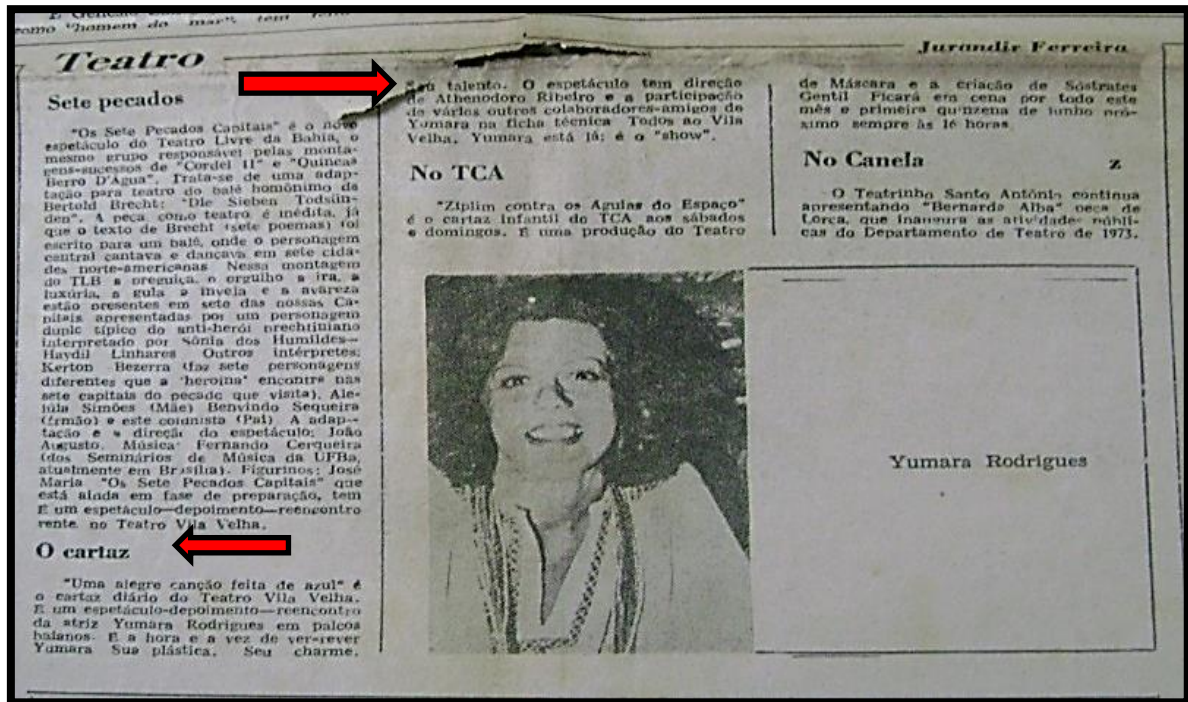 como "homem do mar", tem
Teatro
Jurandir Ferreira
Sete pecados
"Os Sete Pecados Capitais" é o novo
espetáculo do Teatro Livre da Bahia, o
mesmo grupo responsável pelas monta-
gens-sucessos de "Cordel II" e "Quincas
Berro D'Agua". Trata-se de uma adap-
tação para teatro do balé homônimo de
Bertold Brecht: "Die Sieben Todsün-
den". A peça como teatro é inédita, já
que o texto de Brecht (sete poemas) foi
escrito para um balé, onde o personagem
central cantava e dançava em sete cida-
des norte-americanas Nessa montagem
do TLB a preguiça, o orgulho a ira, a
luxúria, a gula a inveja e a avareza
estão presentes em sete das nossas Ca-
pitais apresentadas por um personagem
duplo típico do anti-herói brechtiniano
interpretado por Sônia dos Humildes—
Haydil Linhares Outros intérpretes:
Kerton Bezerra (faz sete personagens
diferentes que a "heroína" encontra nas
sete capitais do pecado que visita), Ale-
lula Simões (Mãe) Benvindo Sequeira
(Irmão) e este colunista (Pai). A adap-
tação e a direção do espetáculo: João
Augusto. Música: Fernando Cerqueira
(dos Seminários de Música da UFBa,
atualmente em Brasília). Figurinos: José
Maria "Os Sete Pecados Capitais" que
está ainda em fase de preparação, tem
É um espetáculo—depoimento—reencontro
rente, no Teatro Vila Velha.
O cartaz
"Uma alegre canção feita de azul" é
o cartaz diário do Teatro Vila Velha.
É um espetáculo-depoimento—reencontro
da atriz Yumara Rodrigues em palcos
baianos. É a hora e a vez de ver-rever
Yumara Sua plástica. Seu charme.
Seu talento. O espetáculo tem direção
de Athenodoro Ribeiro e a participação
de vários outros colaboradores-amigos de
Yumara na ficha técnica Todos ao Vila
Velha. Yumara está lá: é o "show".
No TCA
"Ziplim contra os Aguias do Espaço"
é o cartaz infantil do TCA aos sábados
e domingos. É uma produção do Teatro
de Máscara e a criação de Sóstrates
Gentil Ficará em cena por todo este
mês e primeira quinzena de junho pró-
ximo sempre às 16 horas.
No Canela z
O Teatrinho Santo Antônio continua
apresentando "Bernarda Alba" peça de
Lorca, que inaugura as atividades públi-
cas do Departamento de Teatro de 1973.
Yumara Rodrigues